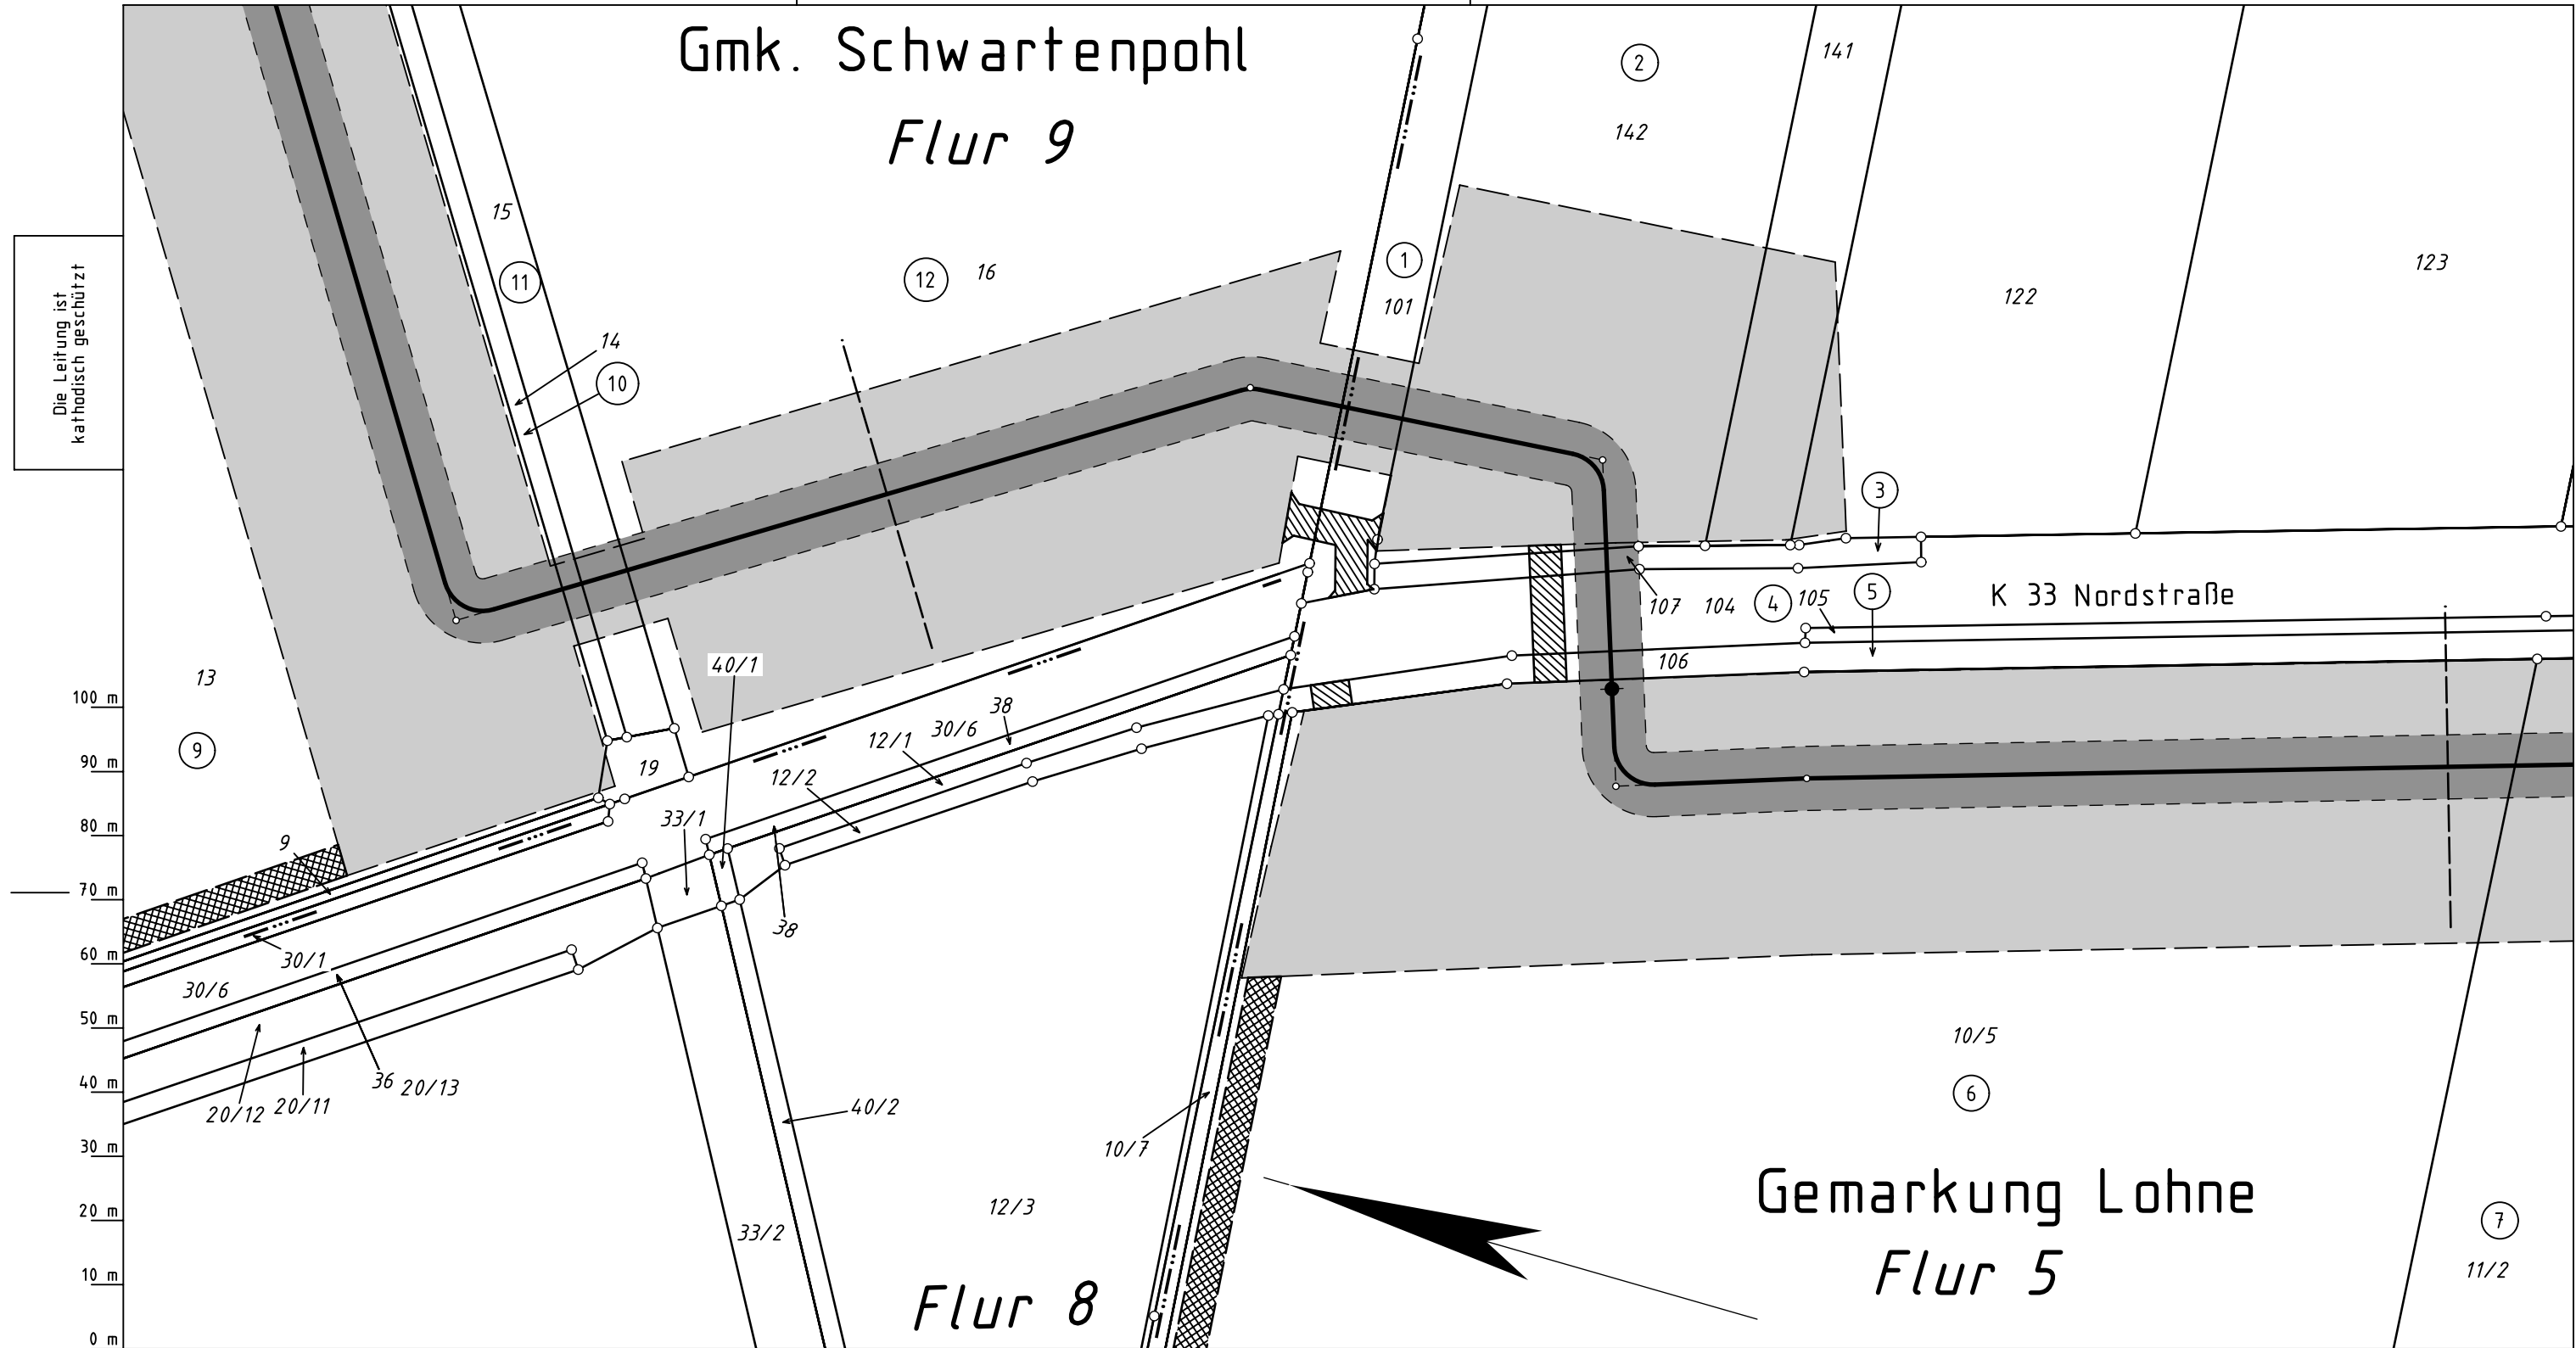 Gmk. Schwartenpohl
Flur 9
2
141
142
15
11
12
16
1
101
123
122
Die Leitung ist
kathodisch geschützt
14
10
3
K 33 Nordstraße
107
104
4
105
5
106
13
9
40/1
38
30/6
12/1
12/2
19
33/1
9
38
30/1
30/6
36
20/13
20/12
20/11
40/2
10/7
12/3
33/2
10/5
6
Gemarkung Lohne
Flur 5
Flur 8
7
11/2
100 m
90 m
80 m
70 m
60 m
50 m
40 m
30 m
20 m
10 m
0 m